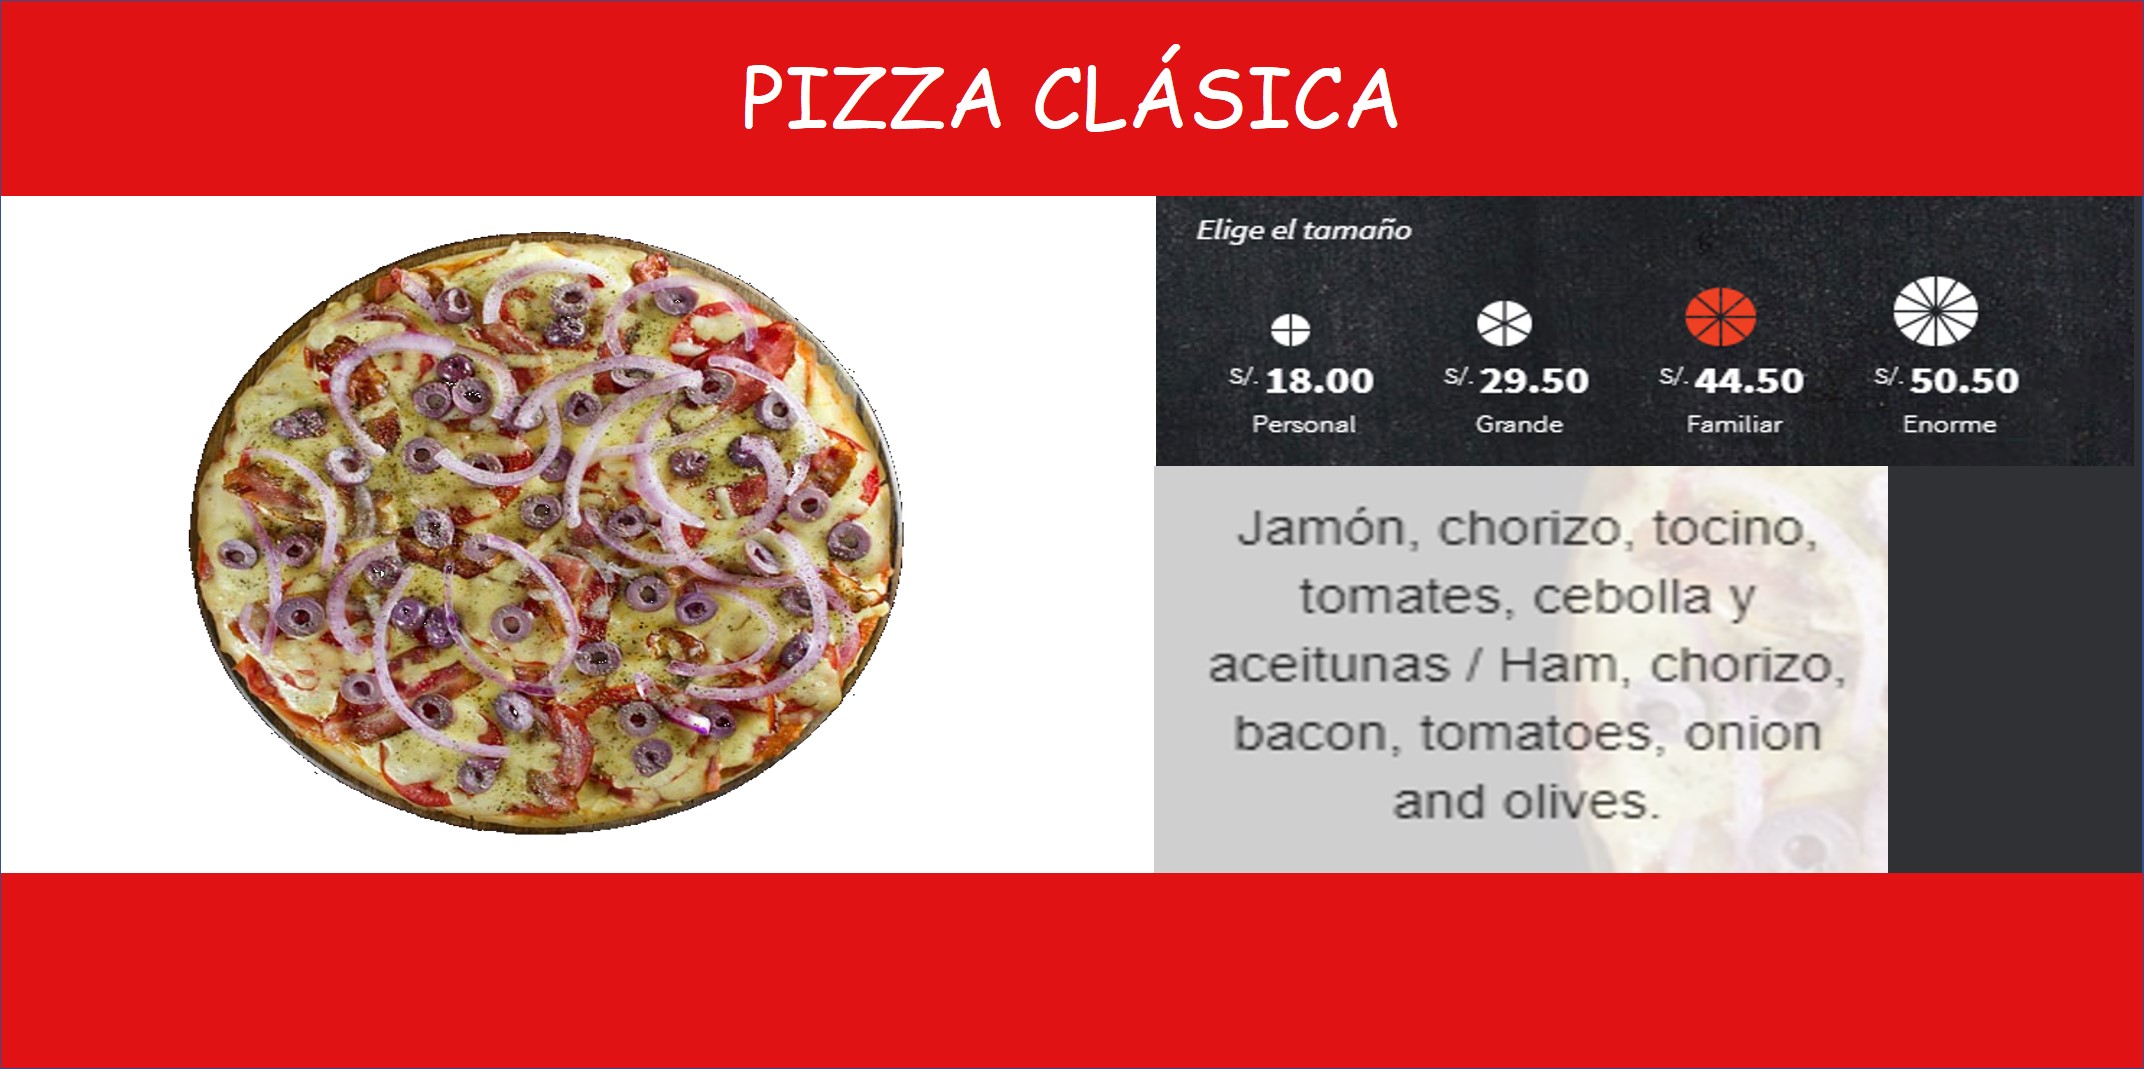 PIZZA CLÁSICA
Elige el tamaño
S/. 18.00 S/. 29.50 S/. 44.50 S/. 50.50
Personal Grande Familiar Enorme
Jamón, chorizo, tocino,
tomates, cebolla y
aceitunas / Ham, chorizo,
bacon, tomatoes, onion
and olives.